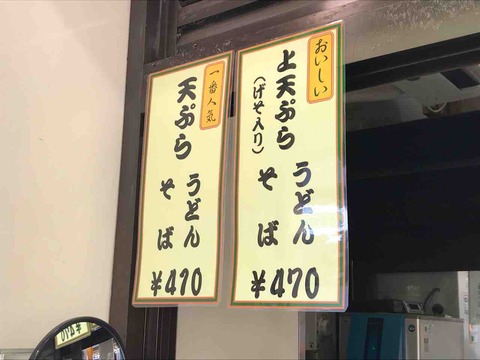 おいしい
上天ぷら
(げそ入り)
うどん
そば
¥470
一番人気
天ぷら
うどん
そば
¥410